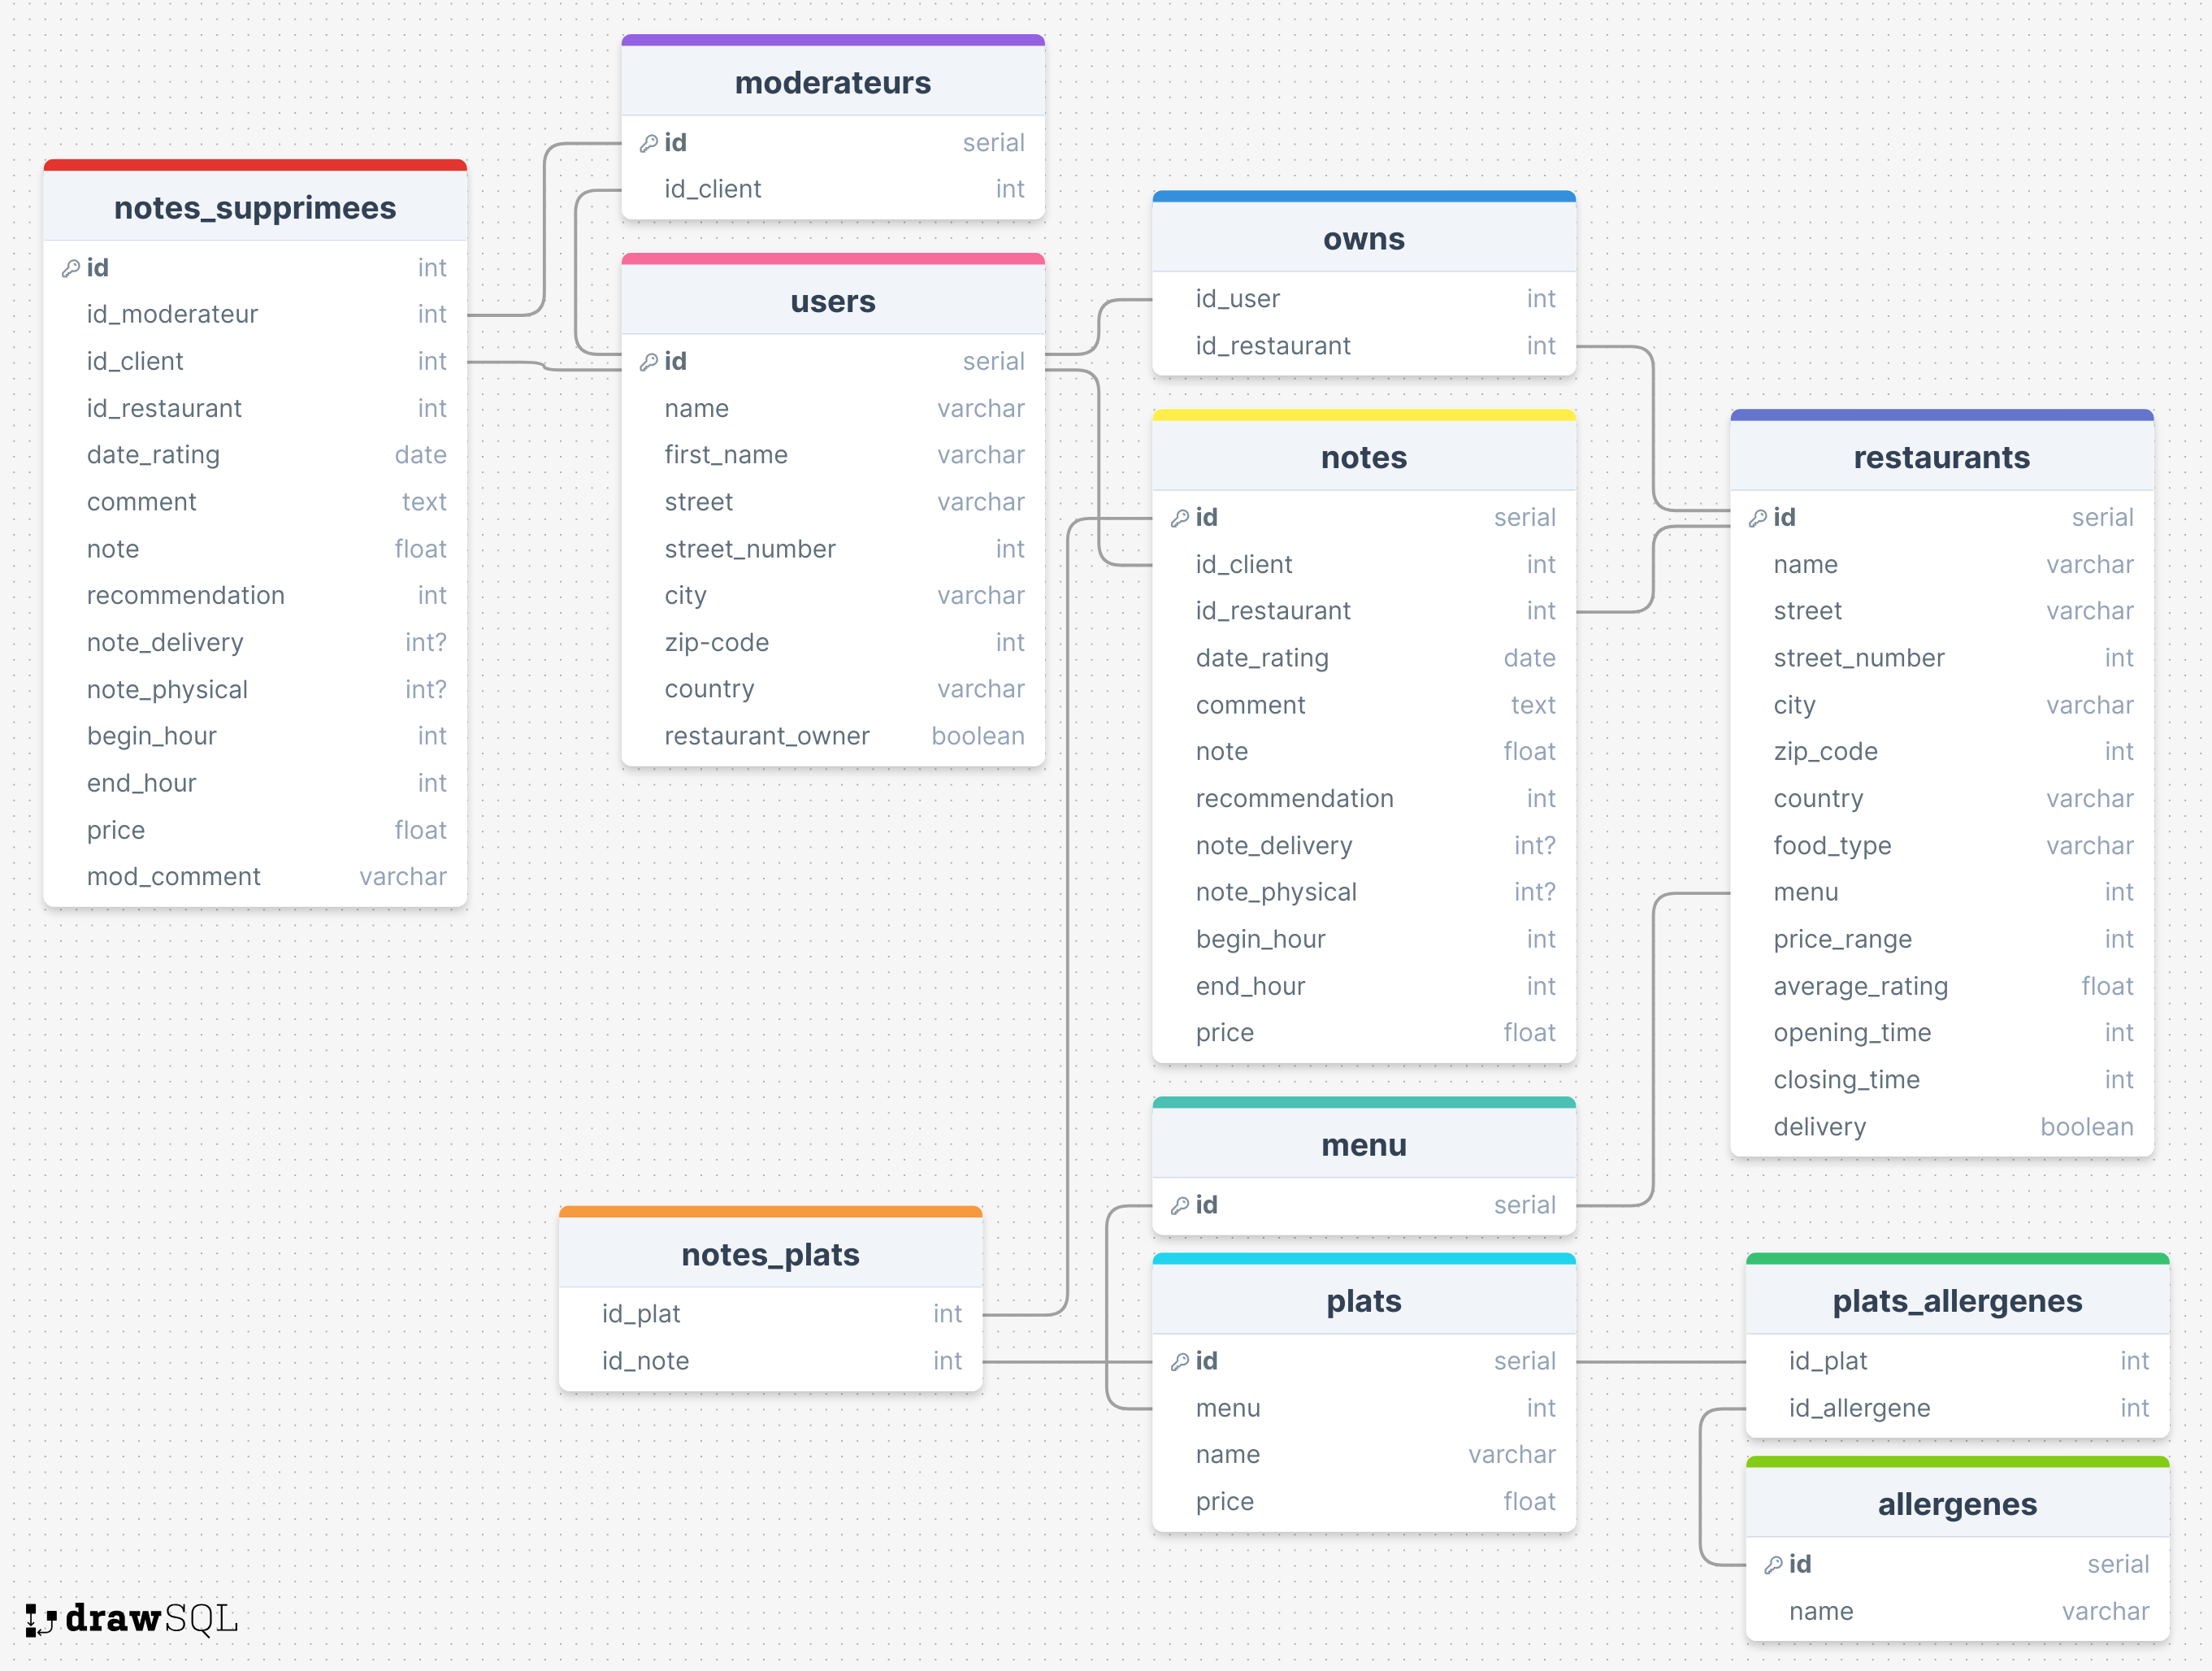 moderateurs
id serial
id_client int
notes_supprimees
id int
id_moderateur int
id_client int
id_restaurant int
date_rating date
comment text
note float
recommendation int
note_delivery int?
note_physical int?
begin_hour int
end_hour int
price float
mod_comment varchar
users
id serial
name varchar
first_name varchar
street varchar
street_number int
city varchar
zip-code int
country varchar
restaurant_owner boolean
owns
id_user int
id_restaurant int
notes
id serial
id_client int
id_restaurant int
date_rating date
comment text
note float
recommendation int
note_delivery int?
note_physical int?
begin_hour int
end_hour int
price float
restaurants
id serial
name varchar
street varchar
street_number int
city varchar
zip_code int
country varchar
food_type varchar
menu int
price_range int
average_rating float
opening_time int
closing_time int
delivery boolean
menu
id serial
notes_plats
id_plat int
id_note int
plats
id serial
menu int
name varchar
price float
plats_allergenes
id_plat int
id_allergene int
allergenes
id serial
name varchar
drawSQL